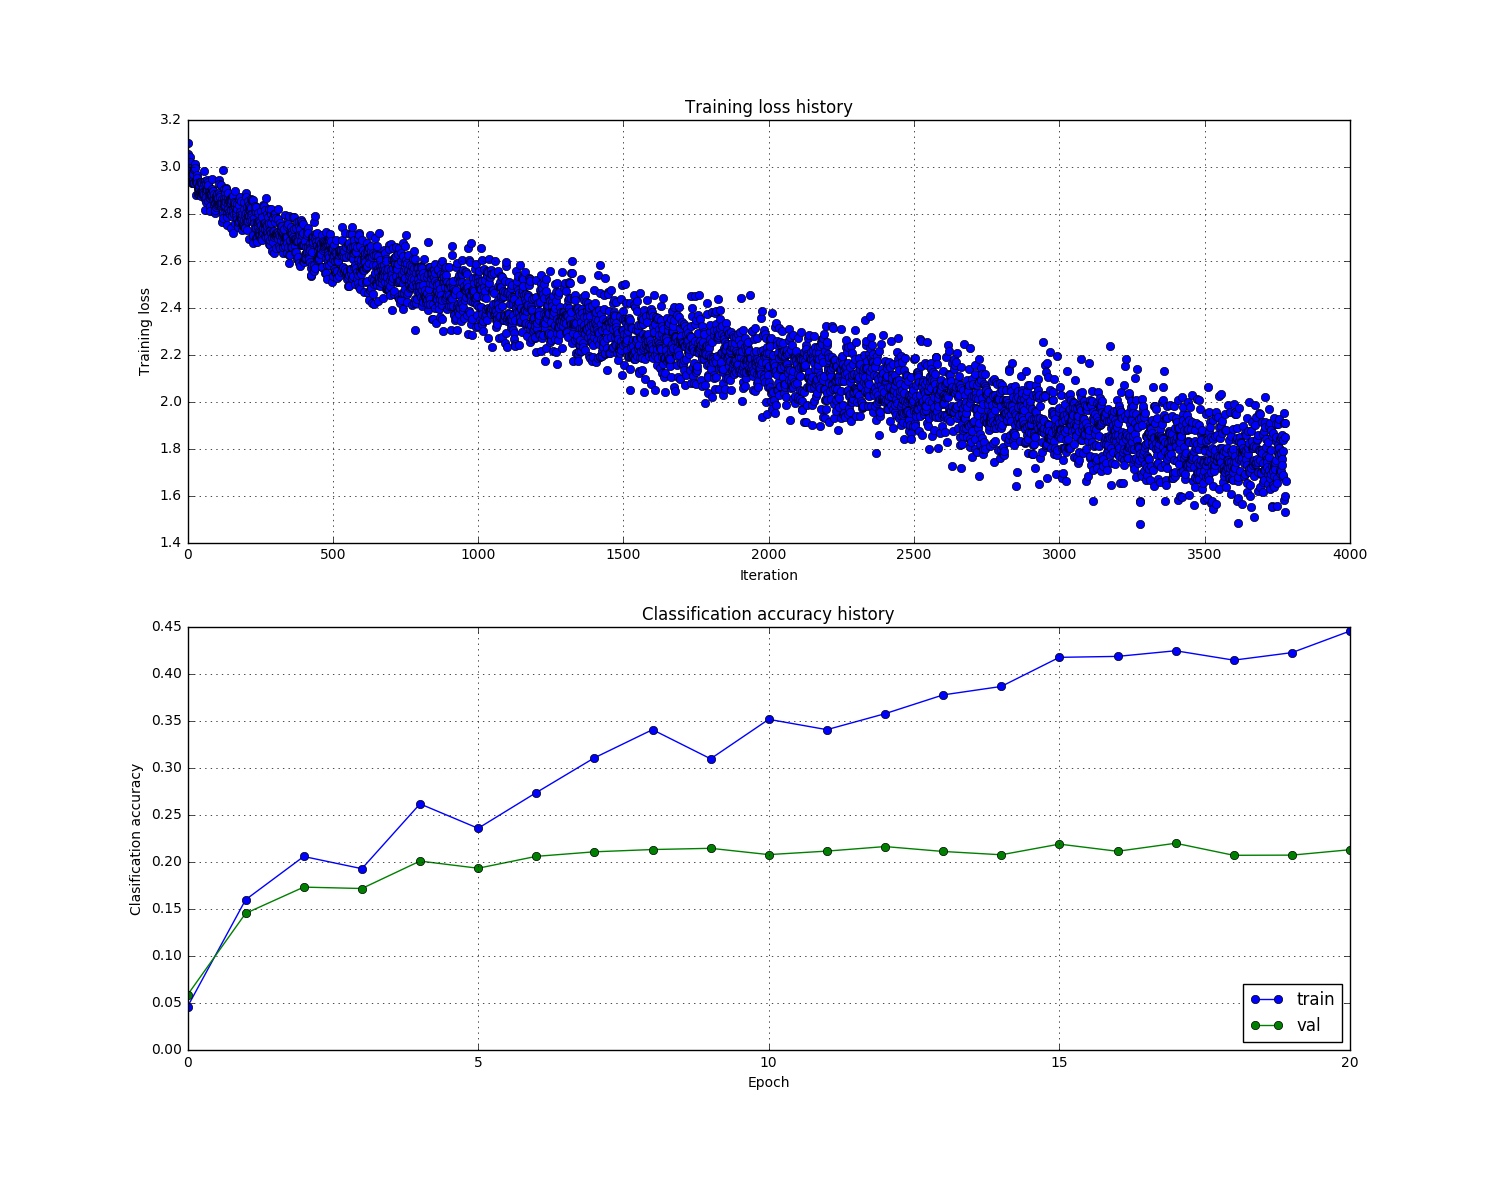 Training loss history
3.2
3.0
2.8
2.6
2.4
2.2
2.0
1.8
1.6
1.4
Training loss
0 500 1000 1500 2000 2500 3000 3500 4000
Iteration
Classification accuracy history
0.45
0.40
0.35
0.30
0.25
0.20
0.15
0.10
0.05
0.00
Clasification accuracy
train
val
0 5 10 15 20
Epoch